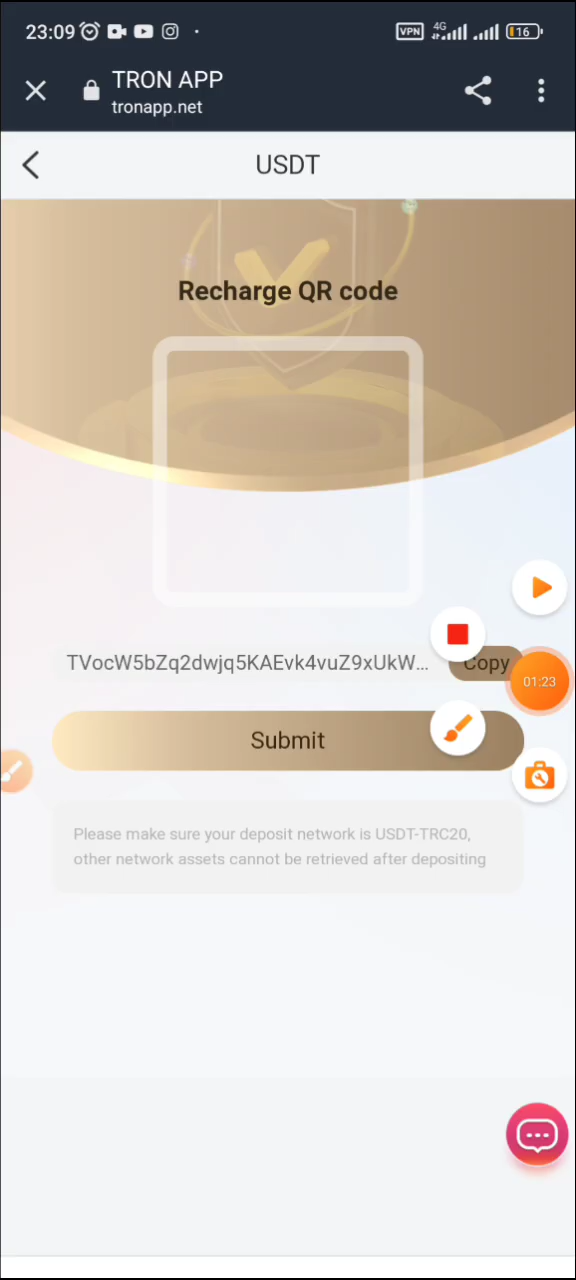 23:09
VPN 4G 16
TRON APP
tronapp.net
USDT
Recharge QR code
TVocW5bZq2dwjq5KAEvk4vuZ9xUkW... Copy
01:23
Submit
Please make sure your deposit network is USDT-TRC20,
other network assets cannot be retrieved after depositing